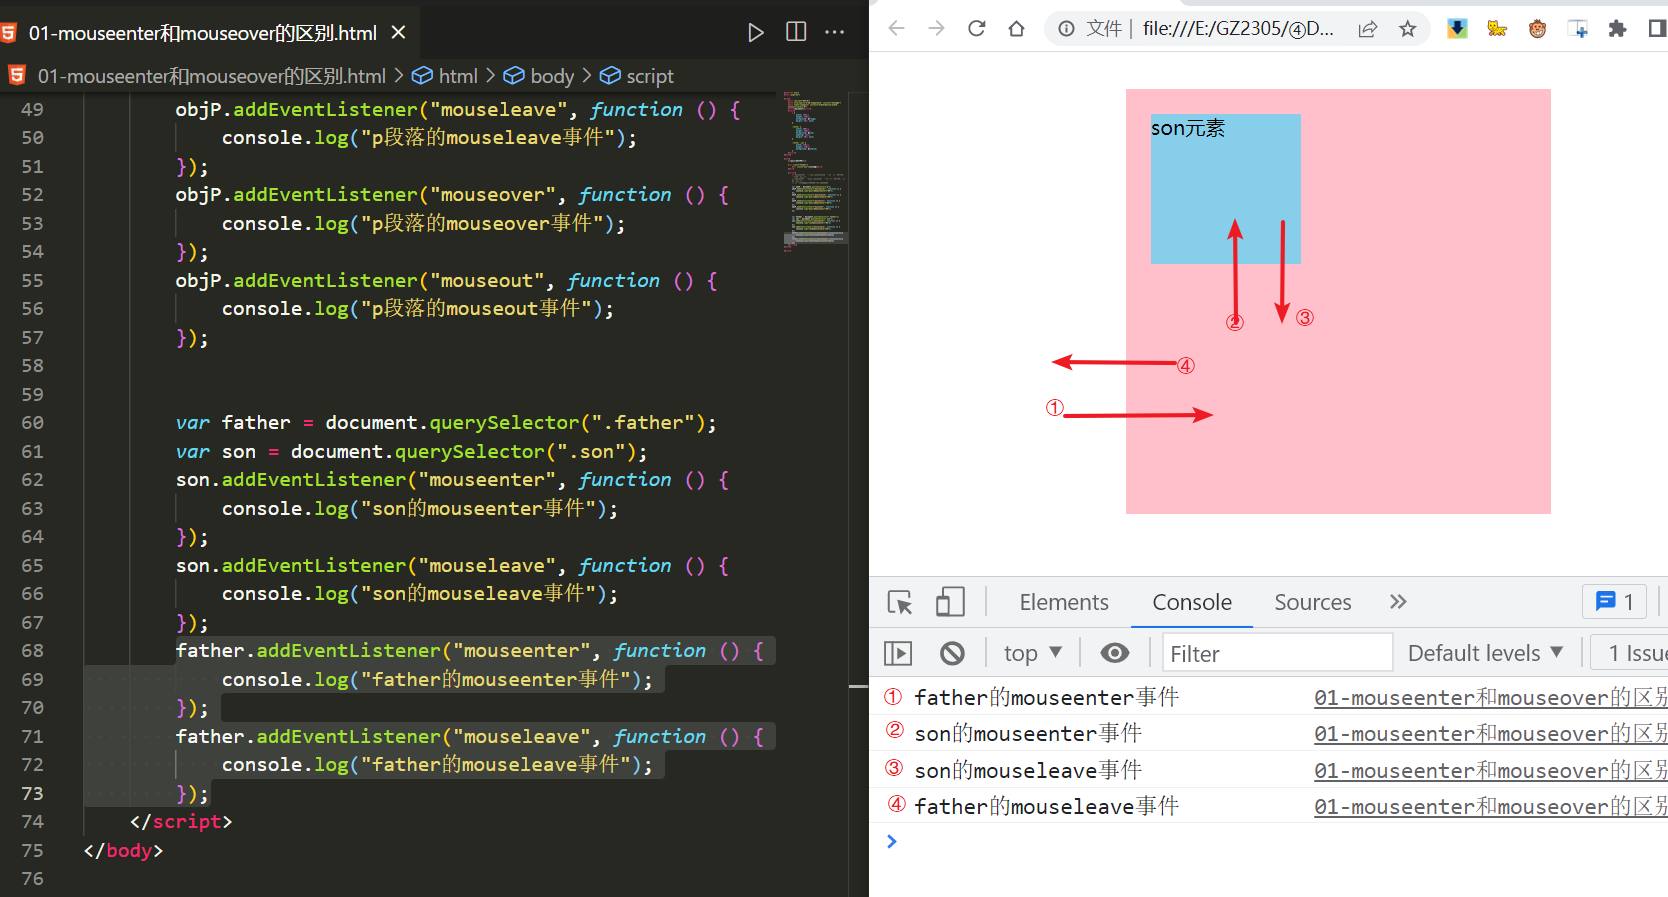 01-mouseenter和mouseover的区别.html
01-mouseenter和mouseover的区别.html > html > body > script
49 objP.addEventListener("mouseleave", function () {
50 console.log("p段落的mouseleave事件");
51 });
52 objP.addEventListener("mouseover", function () {
53 console.log("p段落的mouseover事件");
54 });
55 objP.addEventListener("mouseout", function () {
56 console.log("p段落的mouseout事件");
57 });
58
59
60 var father = document.querySelector(".father");
61 var son = document.querySelector(".son");
62 son.addEventListener("mouseenter", function () {
63 console.log("son的mouseenter事件");
64 });
65 son.addEventListener("mouseleave", function () {
66 console.log("son的mouseleave事件");
67 });
68 father.addEventListener("mouseenter", function () {
69 console.log("father的mouseenter事件");
70 });
71 father.addEventListener("mouseleave", function () {
72 console.log("father的mouseleave事件");
73 });
74 </script>
75 </body>
76
文件 | file:///E:/GZ2305/④D...
son元素
②
③
④
①
Elements Console Sources 1
top Filter Default levels 1 Issue
① father的mouseenter事件 01-mouseenter和mouseover的区别
② son的mouseenter事件 01-mouseenter和mouseover的区别
③ son的mouseleave事件 01-mouseenter和mouseover的区别
④ father的mouseleave事件 01-mouseenter和mouseover的区别